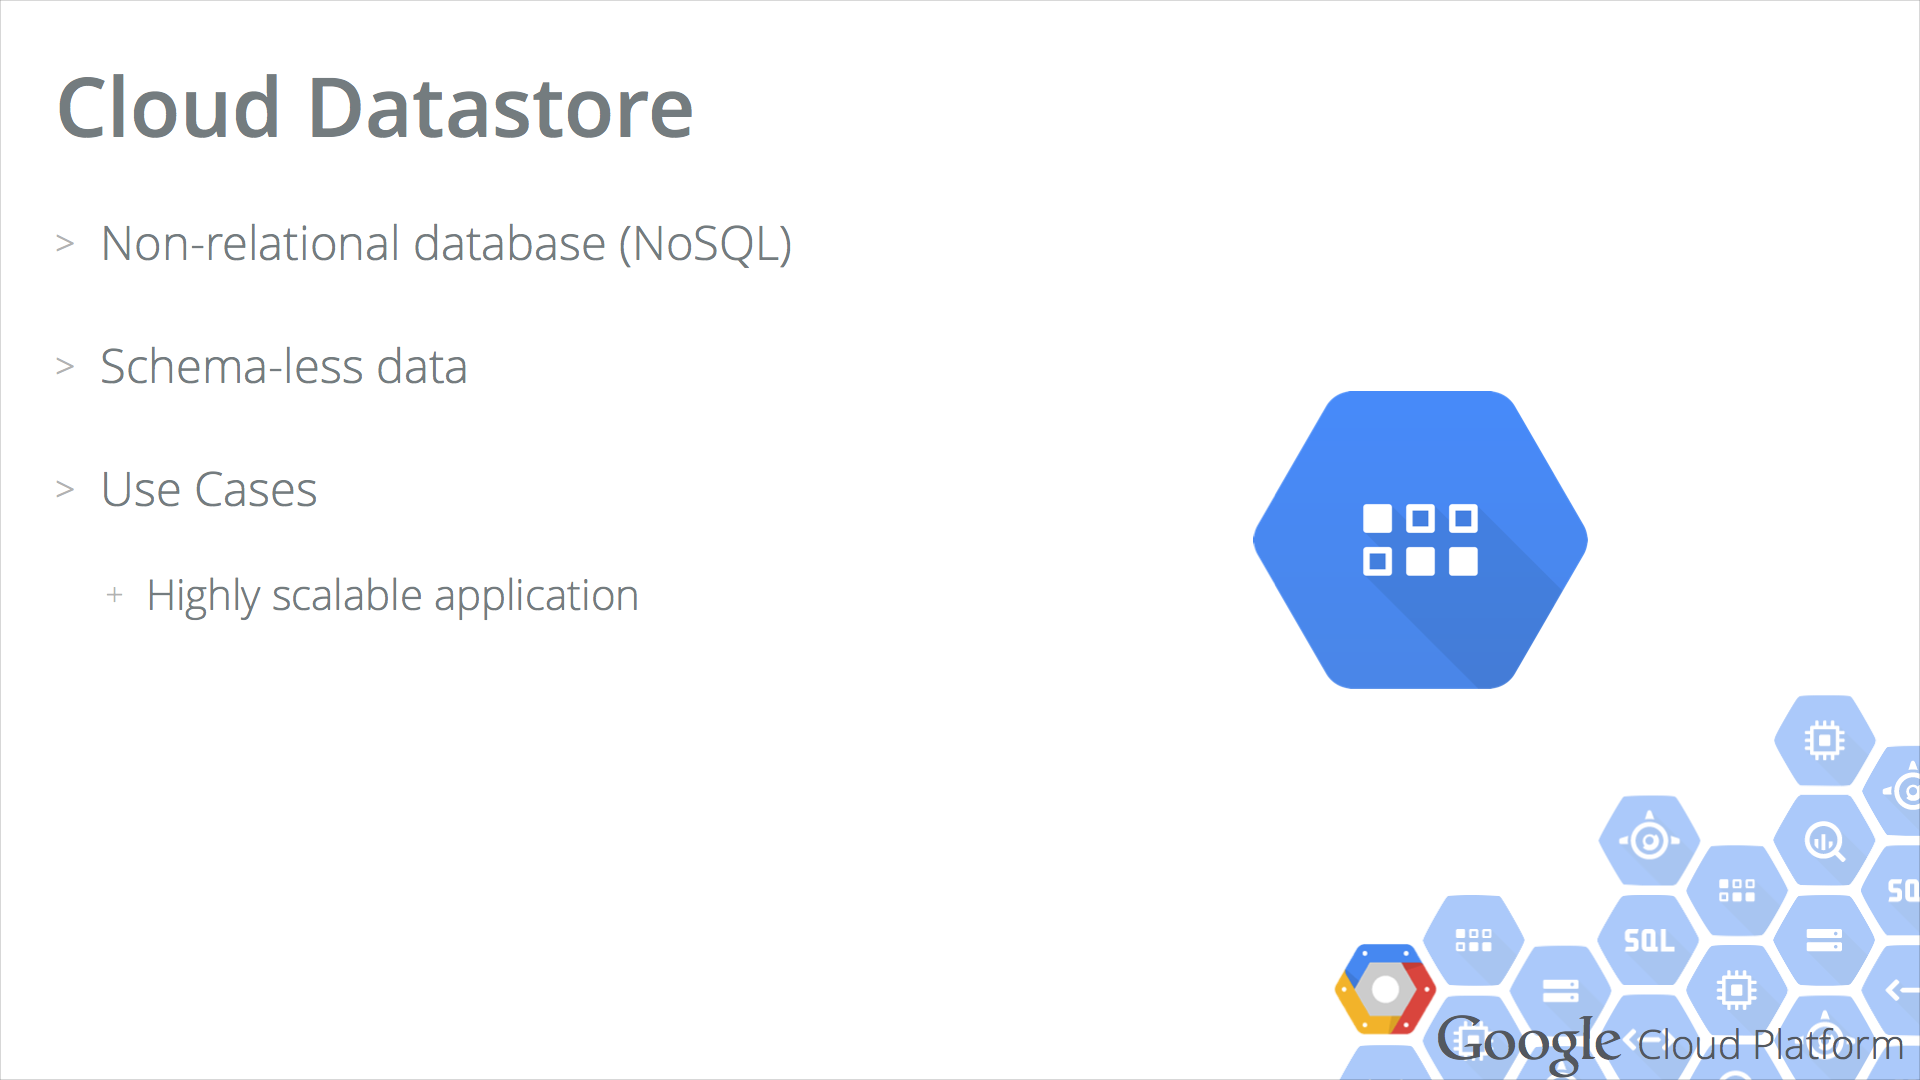 Cloud Datastore
> Non-relational database (NoSQL)
> Schema-less data
> Use Cases
+ Highly scalable application
SQL
Google Cloud Platform